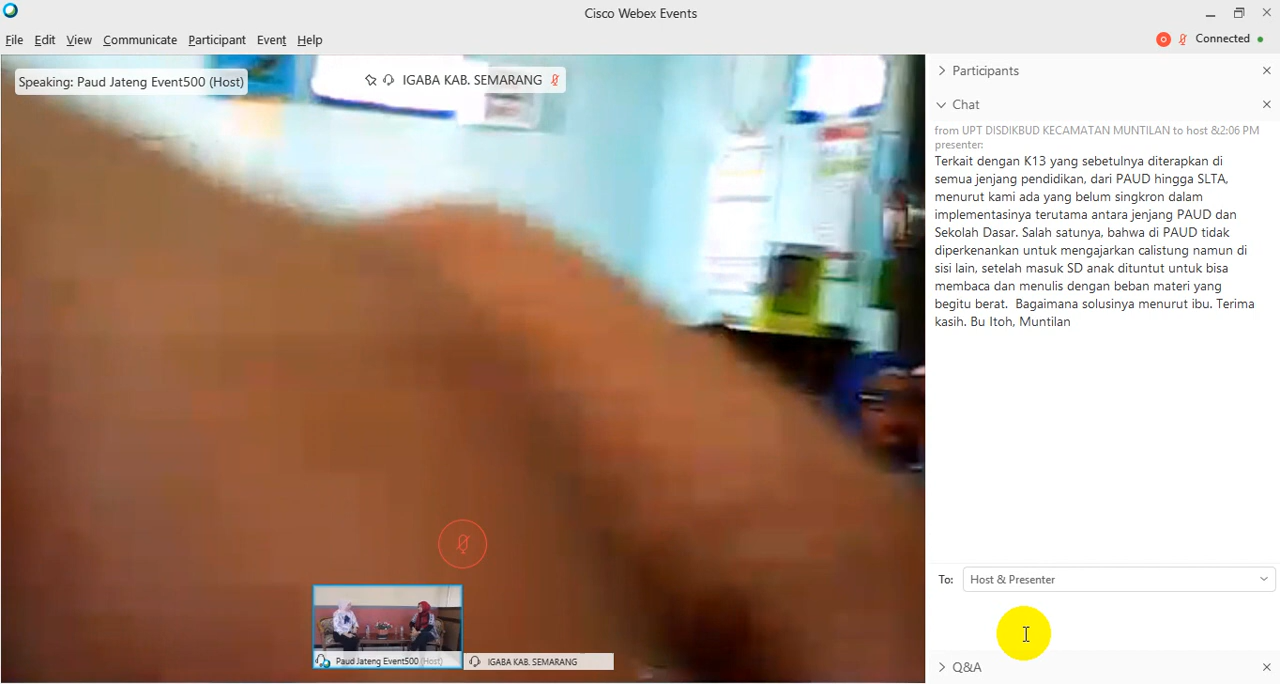 Cisco Webex Events
File Edit View Communicate Participant Event Help
Connected
Speaking: Paud Jateng Event500 (Host)
IGABA KAB. SEMARANG
Participants
Chat
from UPT DISDIKBUD KECAMATAN MUNTILAN to host &2:06 PM
presenter:
Terkait dengan K13 yang sebetulnya diterapkan di
semua jenjang pendidikan, dari PAUD hingga SLTA,
menurut kami ada yang belum singkron dalam
implementasinya terutama antara jenjang PAUD dan
Sekolah Dasar. Salah satunya, bahwa di PAUD tidak
diperkenankan untuk mengajarkan calistung namun di
sisi lain, setelah masuk SD anak dituntut untuk bisa
membaca dan menulis dengan beban materi yang
begitu berat. Bagaimana solusinya menurut ibu. Terima
kasih. Bu Itoh, Muntilan
To: Host & Presenter
Paud Jateng Event500 (Host)
IGABA KAB. SEMARANG
Q&A